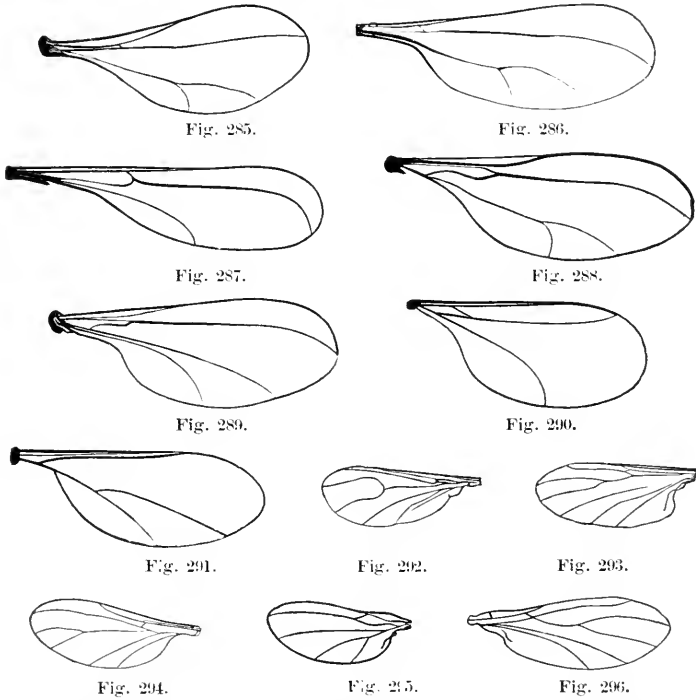 Fig. 285.
Fig. 286.
Fig. 287.
Fig. 288.
Fig. 289.
Fig. 290.
Fig. 291.
Fig. 292.
Fig. 293.
Fig. 294.
Fig. 295.
Fig. 296.